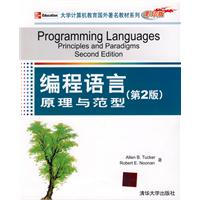 Education
大学计算机教育国外著名教材系列
Programming Languages
Principles and Paradigms
Second Edition
编程语言(第2版)
原理与范型
Allen B. Tucker
Robert E. Noonan
著
清华大学出版社